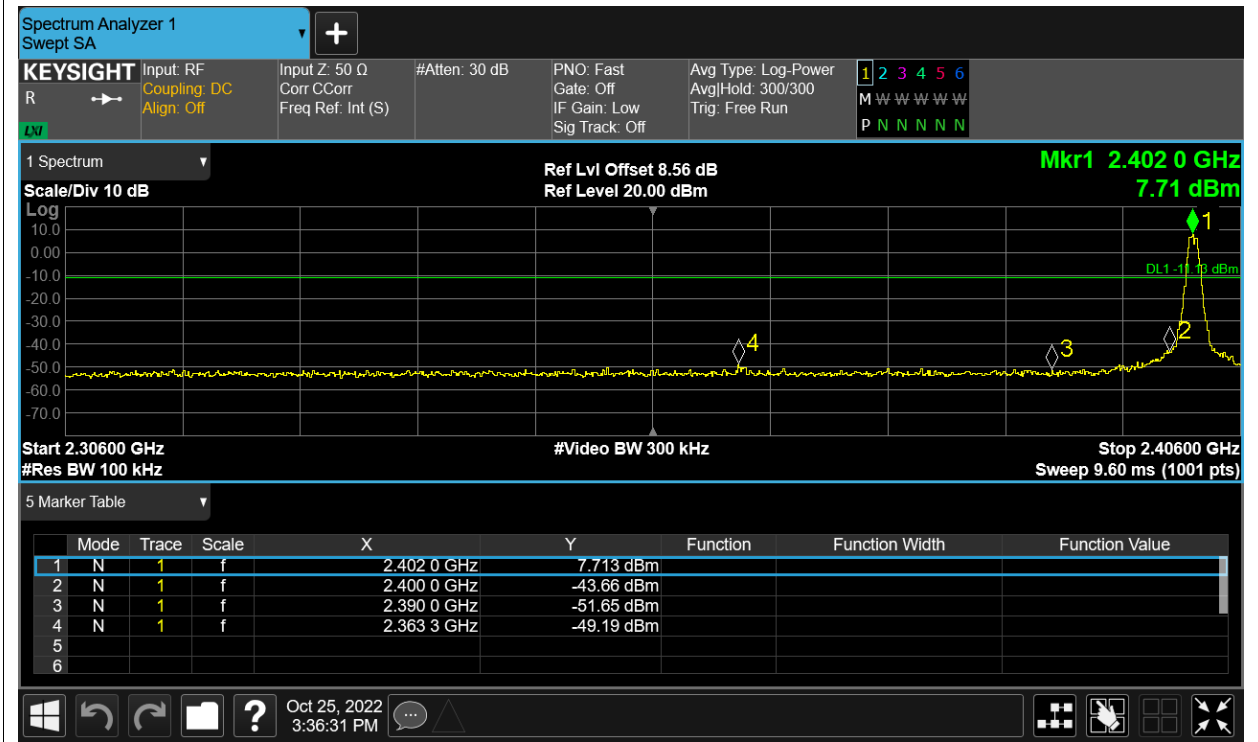 Spectrum Analyzer 1
Swept SA
+
KEYSIGHT Input: RF Input Z: 50 Ω #Atten: 30 dB PNO: Fast Avg Type: Log-Power 1 2 3 4 5 6
R Coupling: DC Corr CCorr Gate: Off Avg|Hold: 300/300 M W W W W W
Align: Off Freq Ref: Int (S) IF Gain: Low Trig: Free Run
LXI Sig Track: Off P N N N N N
1 Spectrum
Ref Lvl Offset 8.56 dB Mkr1 2.402 0 GHz
Scale/Div 10 dB Ref Level 20.00 dBm 7.71 dBm
Log
1
10.0
0.00
DL1 -11.13 dBm
-10.0
-20.0
-30.0
2
-40.0
4
3
-50.0
-60.0
-70.0
Start 2.30600 GHz #Video BW 300 kHz Stop 2.40600 GHz
#Res BW 100 kHz Sweep 9.60 ms (1001 pts)
5 Marker Table
Mode Trace Scale X Y Function Function Width Function Value
1 N 1 f 2.402 0 GHz 7.713 dBm
2 N 1 f 2.400 0 GHz -43.66 dBm
3 N 1 f 2.390 0 GHz -51.65 dBm
4 N 1 f 2.363 3 GHz -49.19 dBm
5
6
? Oct 25, 2022
3:36:31 PM